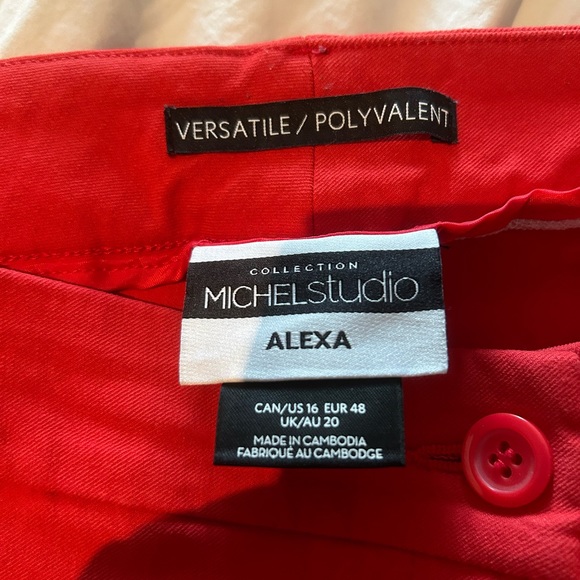 VERSATILE / POLYVALENT
COLLECTION
MICHELstudio
ALEXA
CAN/US 16 EUR 48
UK/AU 20
MADE IN CAMBODIA
FABRIQUÉ AU CAMBODGE